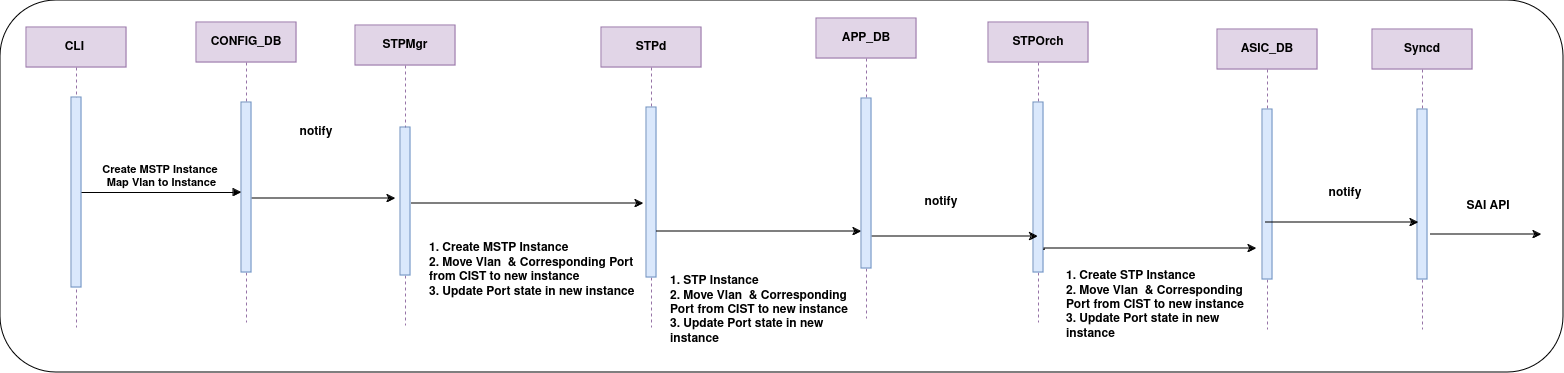 CLI
CONFIG_DB
STPMgr
STPd
APP_DB
STPOrch
ASIC_DB
Syncd
notify
Create MSTP Instance
Map Vlan to Instance
notify
notify
SAI API
1. Create MSTP Instance
2. Move Vlan & Corresponding Port
from CIST to new instance
3. Update Port state in new instance
1. STP Instance
2. Move Vlan & Corresponding
Port from CIST to new instance
3. Update Port state in new
instance
1. Create STP Instance
2. Move Vlan & Corresponding
Port from CIST to new instance
3. Update Port state in new
instance